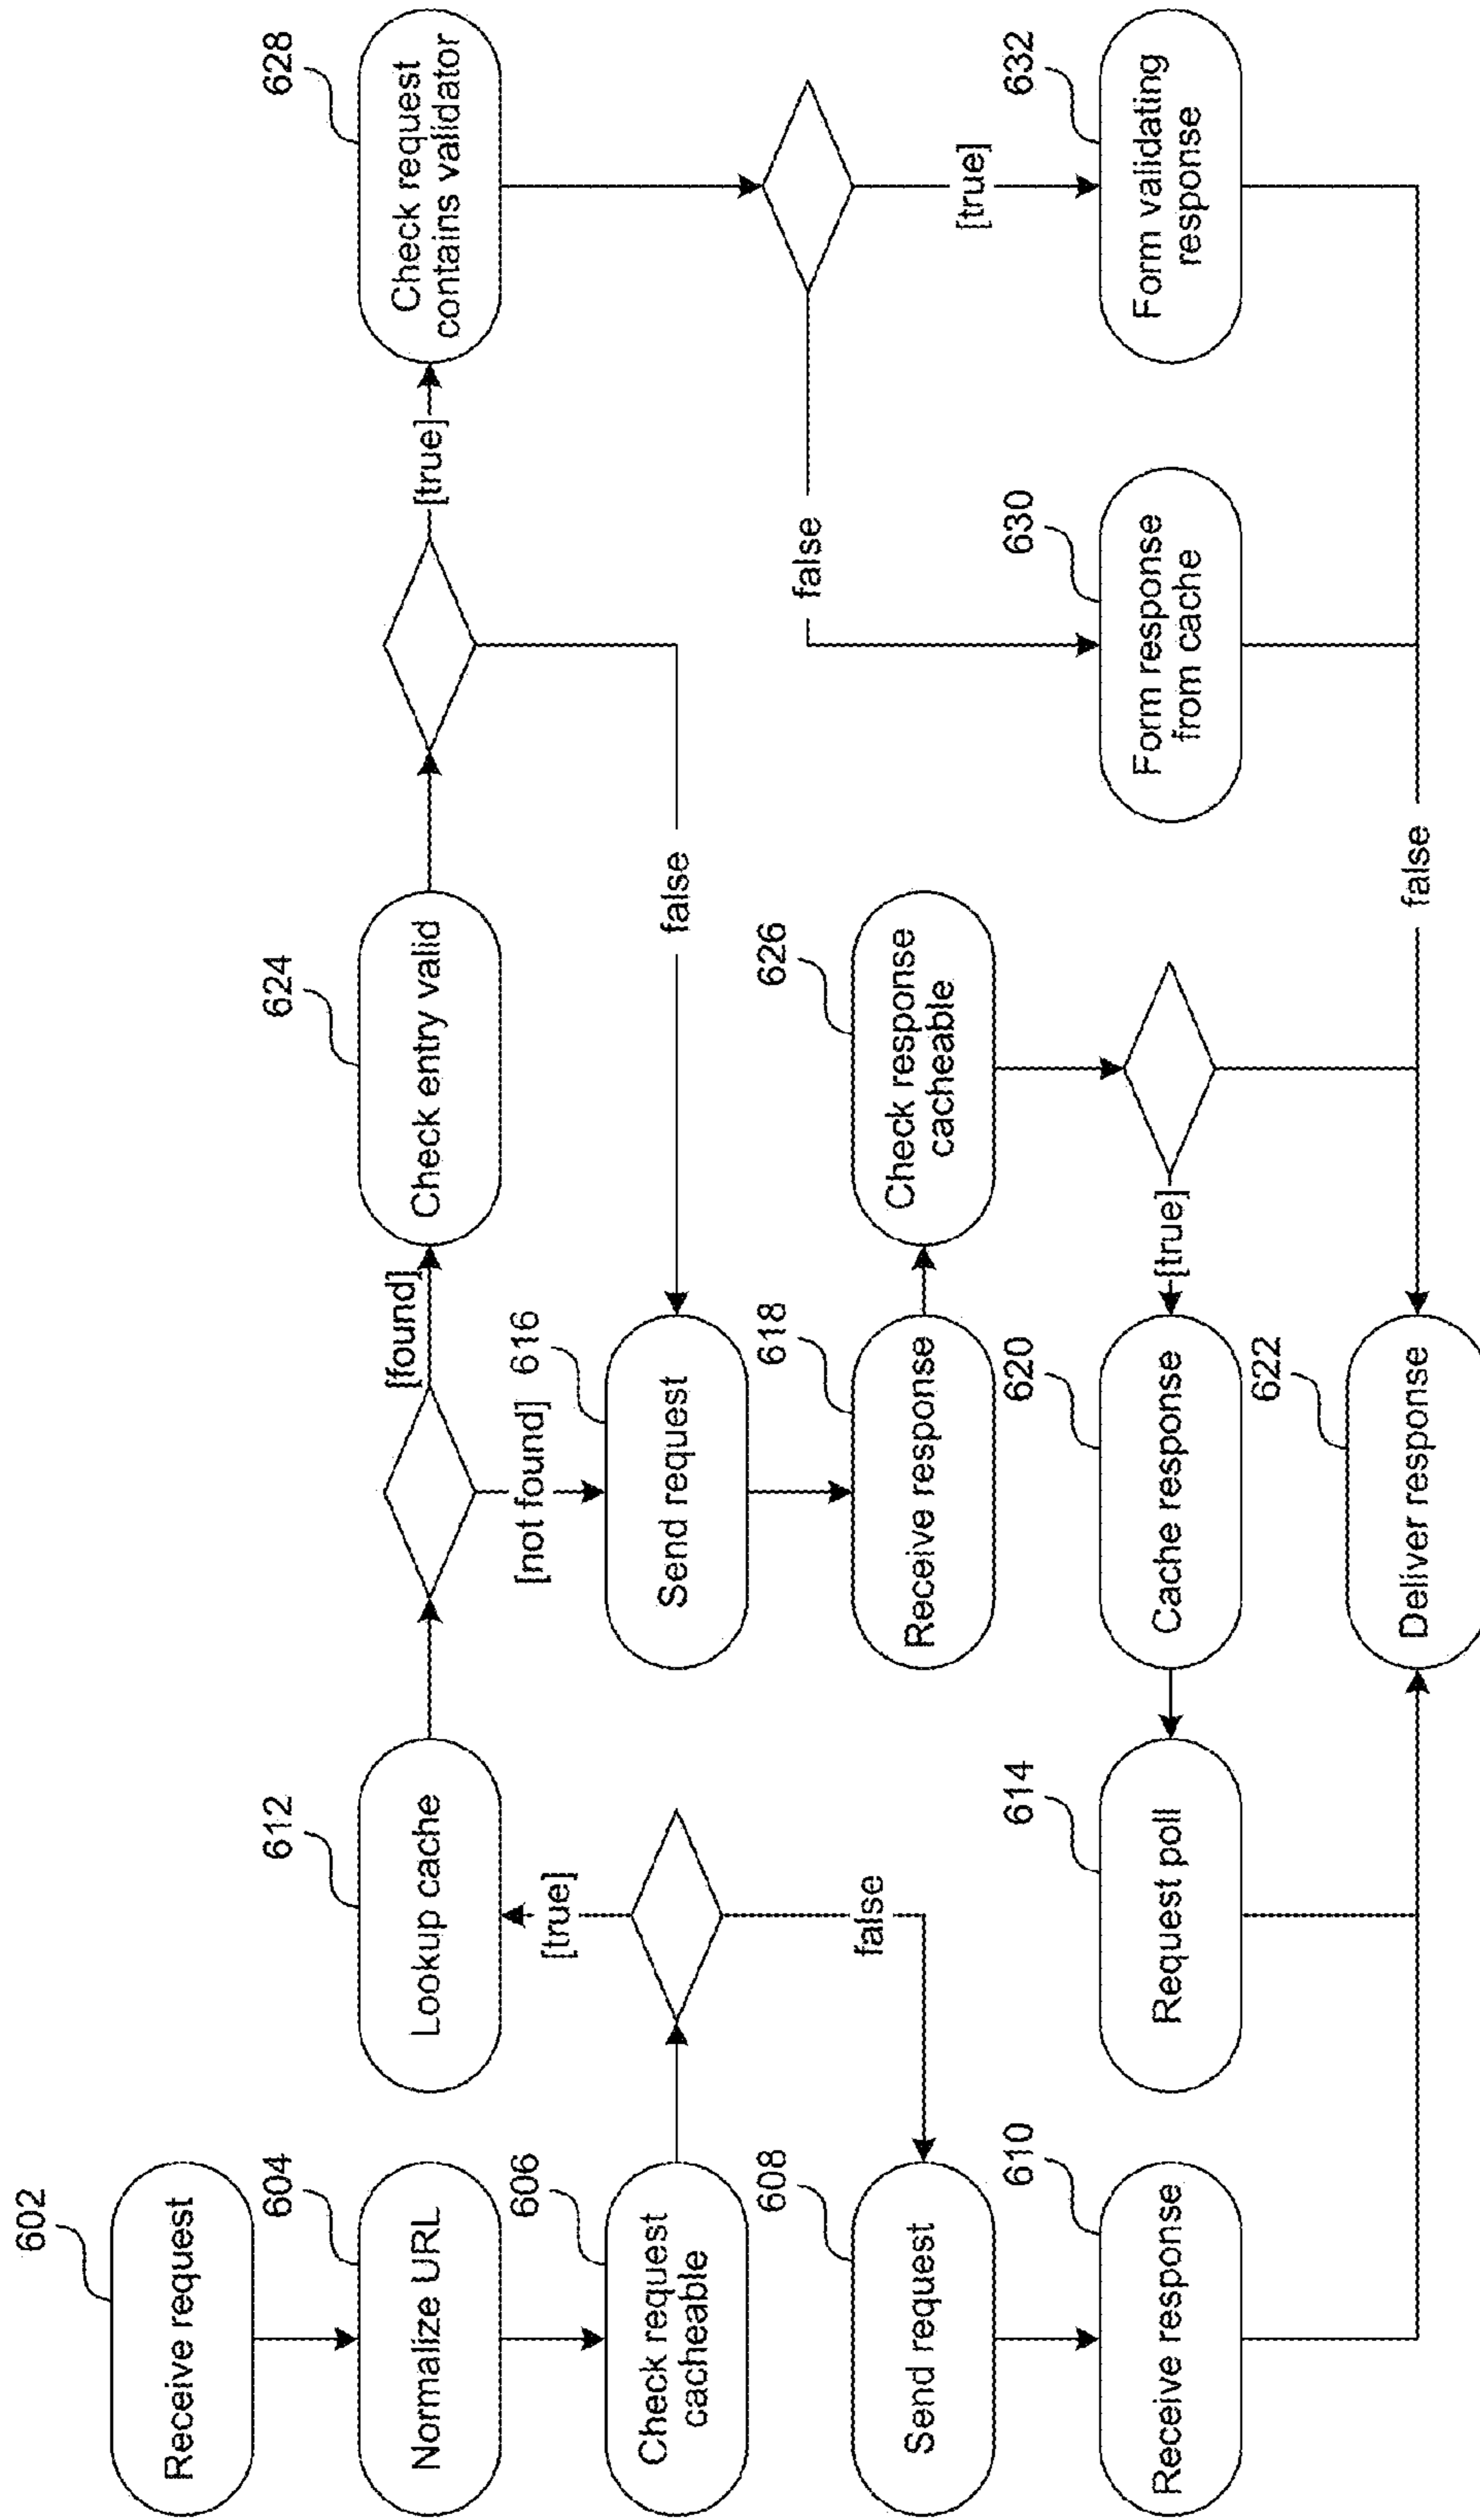 602
Receive request
604
Normalize URL
606
Check request
cacheable
608
Send request
610
Receive response
612
Lookup cache
[true]
false
614
Request poll
[found]
[not found]
616
Send request
618
Receive response
620
Cache response
622
Deliver response
624
Check entry valid
626
Check response
cacheable
[true]
[true]
false
false
628
Check request
contains validator
false
[true]
630
Form response
from cache
632
Form validating
response